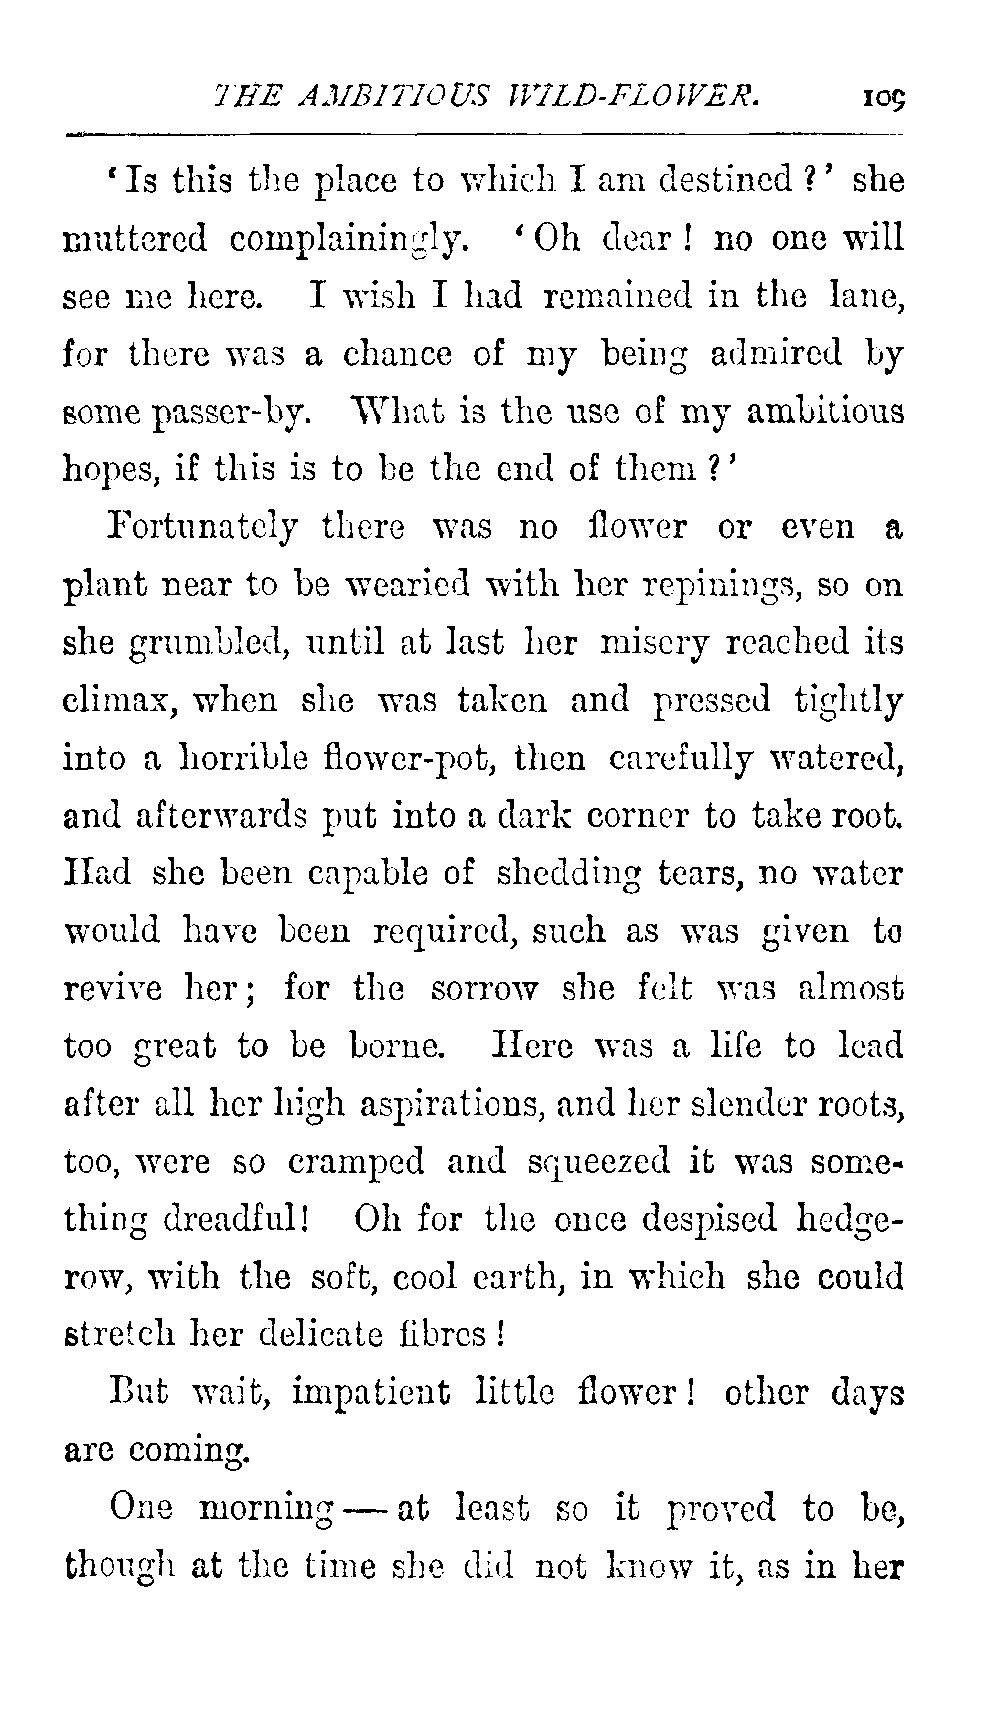 THE AMBITIOUS WILD-FLOWER. 109
‘Is this the place to which I am destined?’ she
muttered complainingly. ‘Oh dear! no one will
see me here. I wish I had remained in the lane,
for there was a chance of my being admired by
some passer-by. What is the use of my ambitious
hopes, if this is to be the end of them?’
Fortunately there was no flower or even a
plant near to be wearied with her repinings, so on
she grumbled, until at last her misery reached its
climax, when she was taken and pressed tightly
into a horrible flower-pot, then carefully watered,
and afterwards put into a dark corner to take root.
Had she been capable of shedding tears, no water
would have been required, such as was given to
revive her; for the sorrow she felt was almost
too great to be borne. Here was a life to lead
after all her high aspirations, and her slender roots,
too, were so cramped and squeezed it was some-
thing dreadful! Oh for the once despised hedge-
row, with the soft, cool earth, in which she could
stretch her delicate fibres!
But wait, impatient little flower! other days
are coming.
One morning — at least so it proved to be,
though at the time she did not know it, as in her